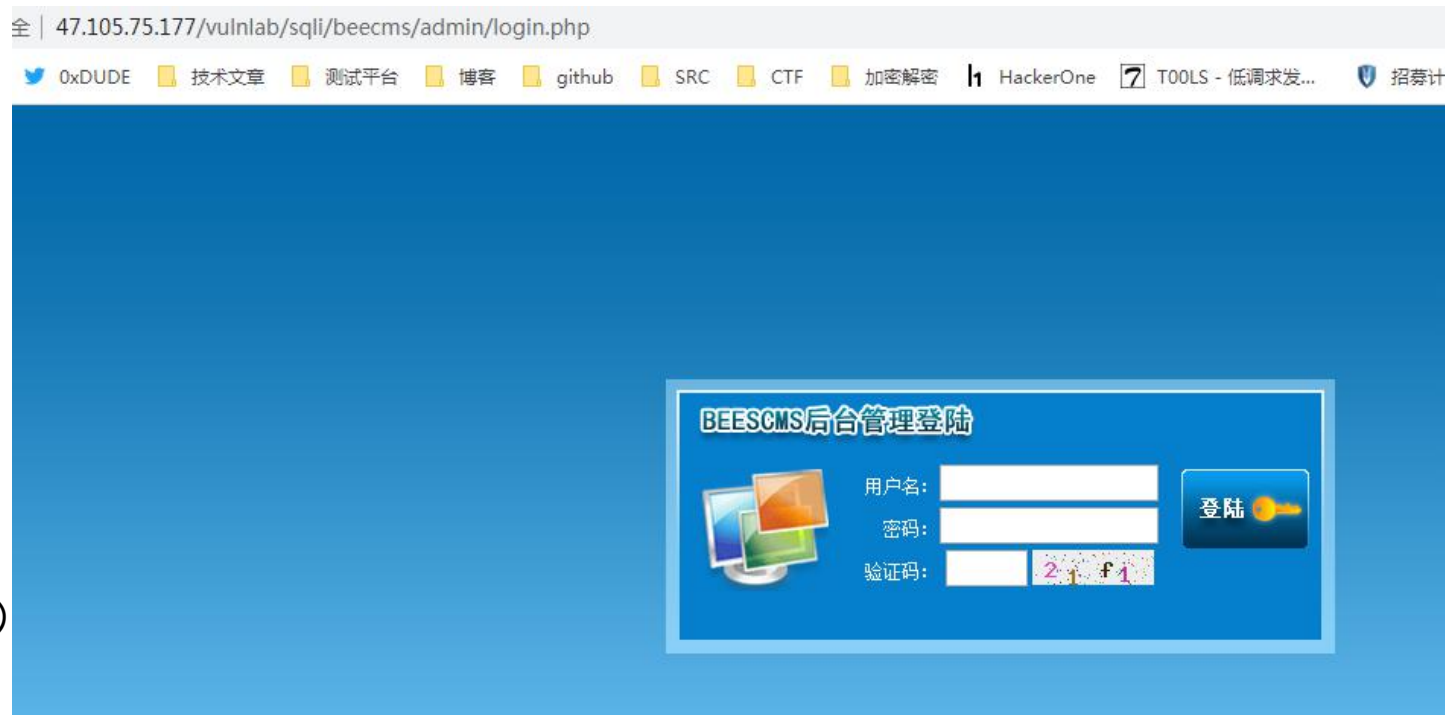 全 | 47.105.75.177/vulnlab/sqli/beecms/admin/login.php
0xDUDE 技术文章 测试平台 博客 github SRC CTF 加密解密 HackerOne T00LS - 低调求发... 招募计
BEESCMS后台管理登陆
用户名:
密码:
登陆
验证码: 21f1
)